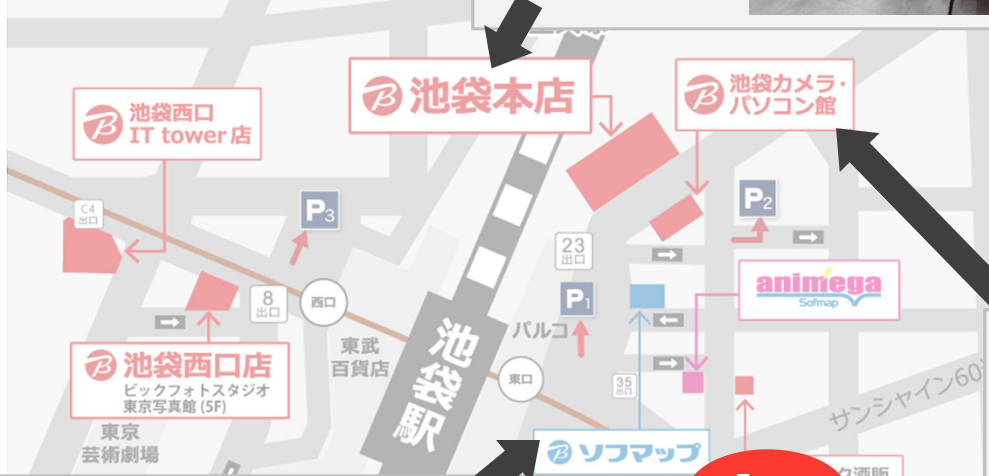 池袋本店
池袋カメラ・
パソコン館
池袋西口
IT tower店
C4
出口
P3
P2
23
出口
animega
Sofmap
8
出口
西口
P1
パルコ
池袋駅
東武
百貨店
東口
35
出口
池袋西口店
ビックフォトスタジオ
東京写真館(5F)
サンシャイン60
東京
芸術劇場
ソフマップ
ク酒販